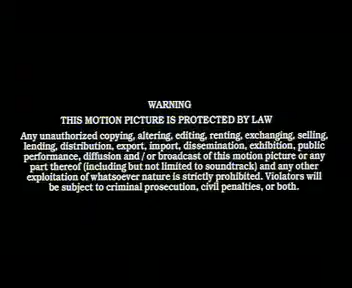 WARNING
THIS MOTION PICTURE IS PROTECTED BY LAW
Any unauthorized copying, altering, editing, renting, exchanging, selling,
lending, distribution, export, import, dissemination, exhibition, public
performance, diffusion and / or broadcast of this motion picture or any
part thereof (including but not limited to soundtrack) and any other
exploitation of whatsoever nature is strictly prohibited. Violators will
be subject to criminal prosecution, civil penalties, or both.